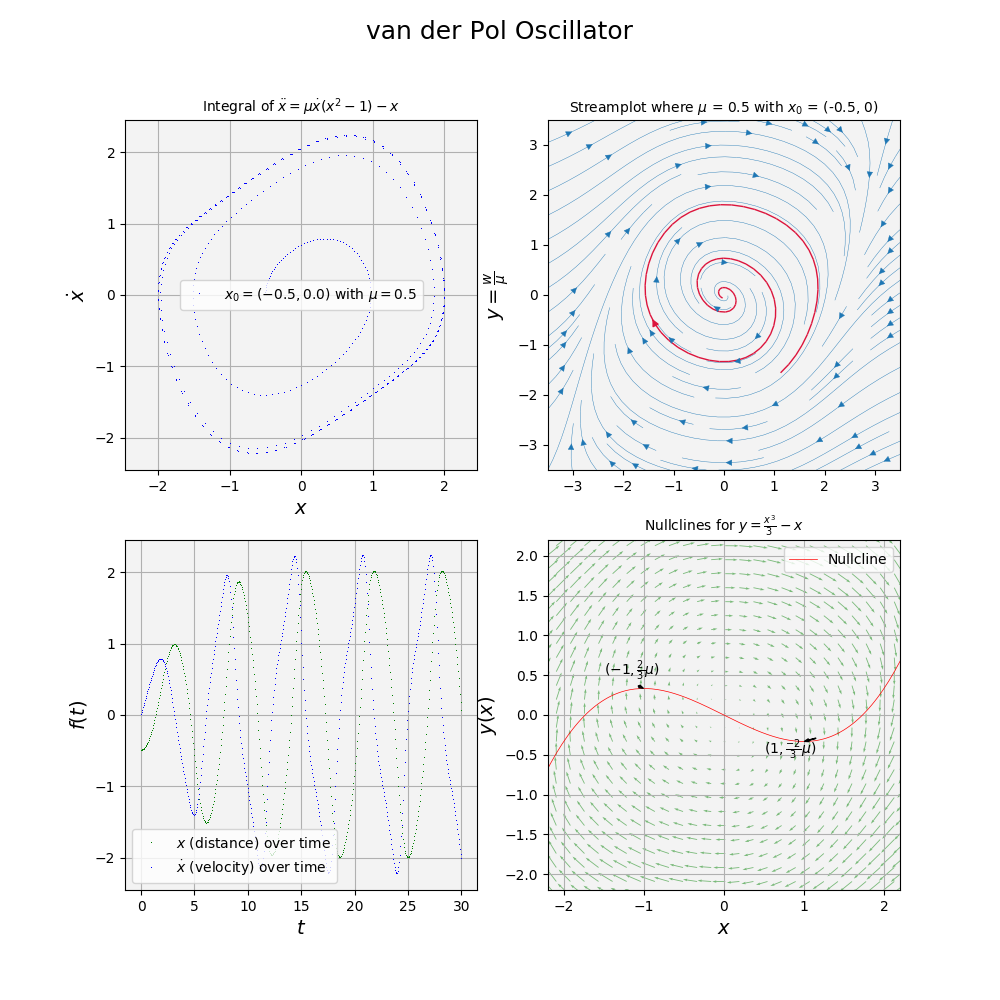 van der Pol Oscillator
Integral of ẍ = μẋ(x² − 1) − x
2
1
0
−1
−2
ẋ
x₀ = (−0.5, 0.0) with μ = 0.5
−2 −1 0 1 2
x
Streamplot where μ = 0.5 with x₀ = (-0.5, 0)
3
2
1
0
−1
−2
−3
y = w/μ
−3 −2 −1 0 1 2 3
2
1
0
−1
−2
f(t)
x (distance) over time
x (velocity) over time
0 5 10 15 20 25 30
t
Nullclines for y = x³/3 − x
2.0
1.5
1.0
0.5
0.0
−0.5
−1.0
−1.5
−2.0
y(x)
Nullcline
(−1, 2/3 μ)
(1, −2/3 μ)
−2 −1 0 1 2
x